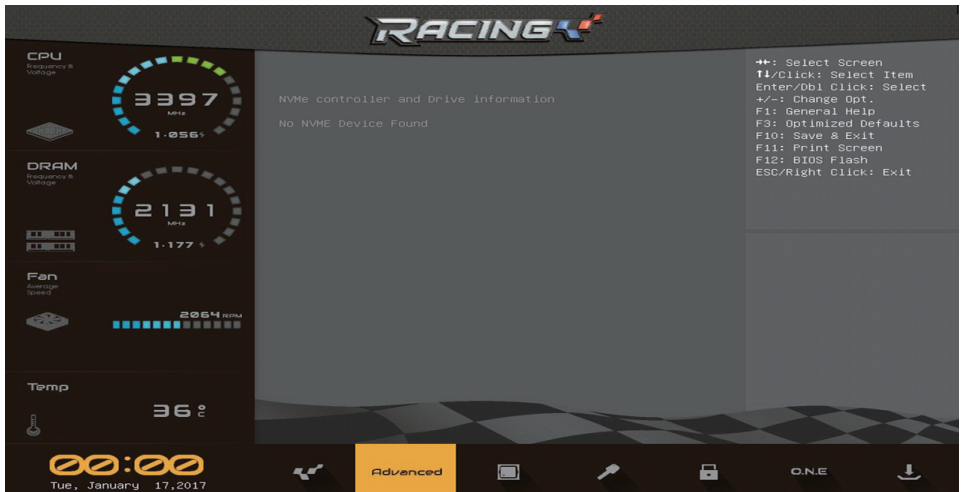 RACING
CPU
Frequency &
Voltage
3397
MHz
1.056
DRAM
Frequency &
Voltage
2131
MHz
1.177
Fan
Average
Speed
2064 RPM
Temp
36 °C
00:00
Tue, January 17,2017
NVMe controller and Drive information
No NVME Device Found
→←: Select Screen
↑↓/Click: Select Item
Enter/Dbl Click: Select
+/-: Change Opt.
F1: General Help
F3: Optimized Defaults
F10: Save & Exit
F11: Print Screen
F12: BIOS Flash
ESC/Right Click: Exit
Advanced
O.N.E